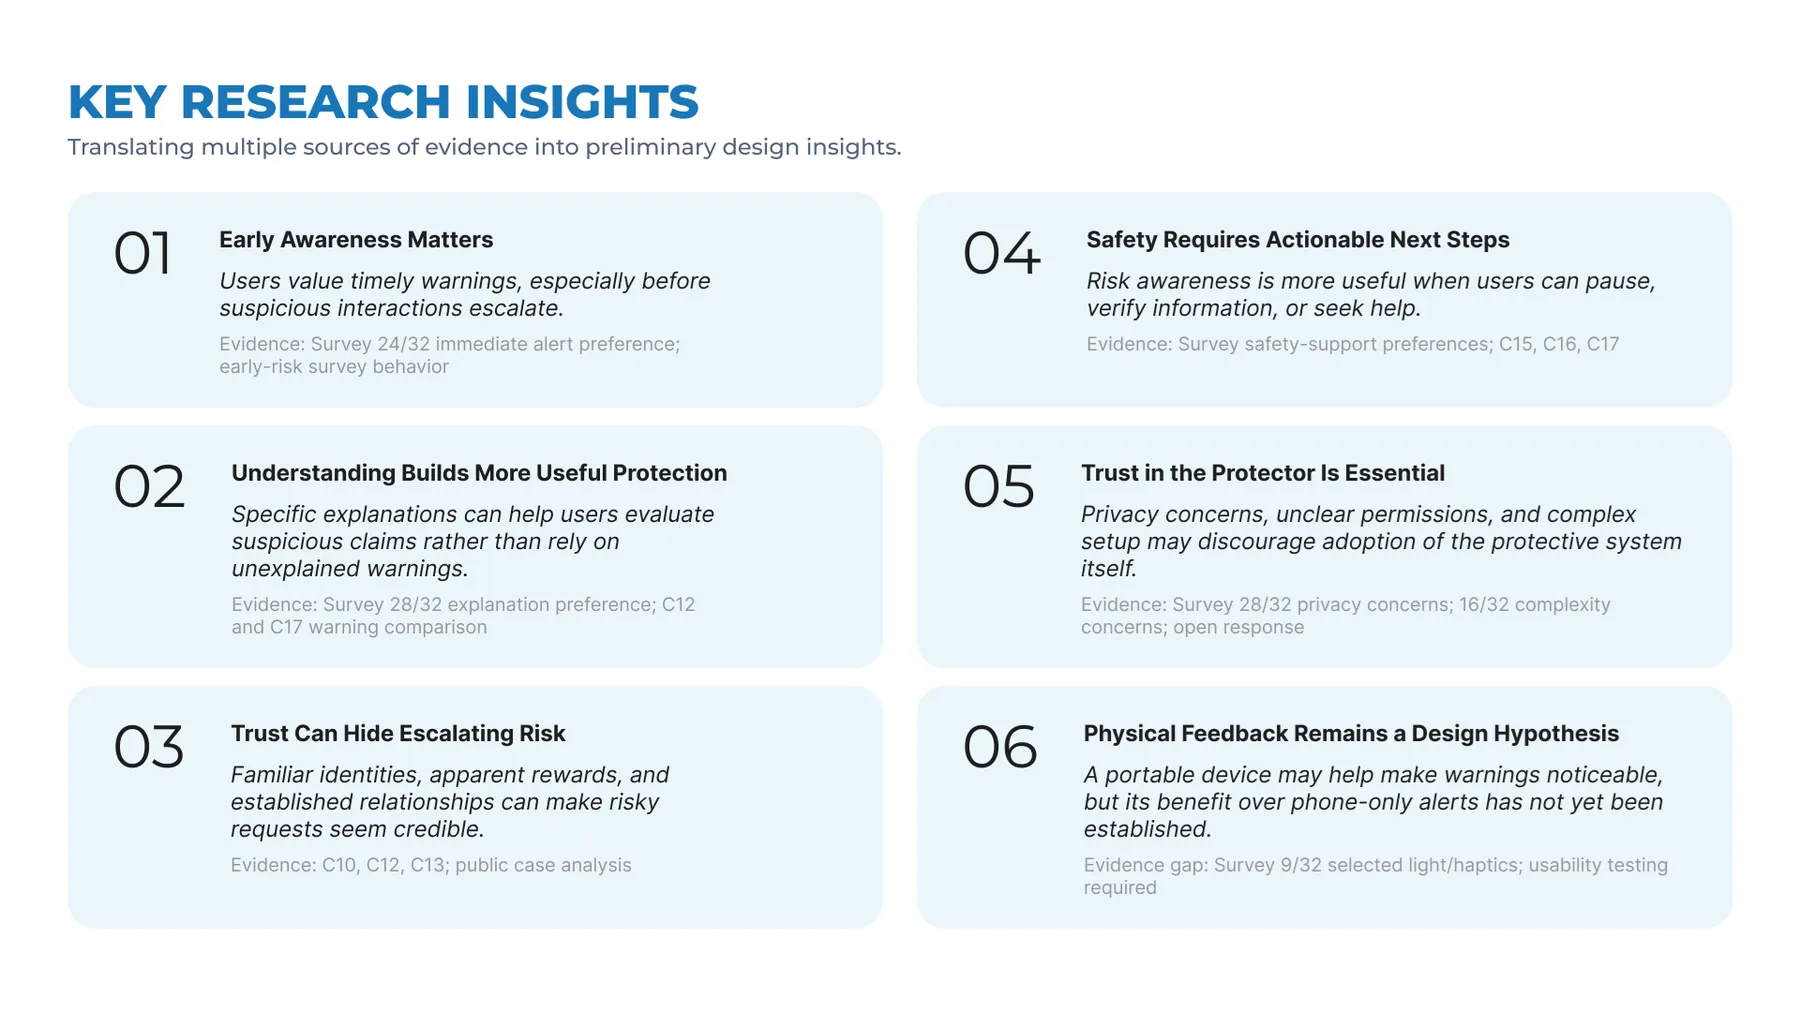 KEY RESEARCH INSIGHTS
Translating multiple sources of evidence into preliminary design insights.
01
Early Awareness Matters
Users value timely warnings, especially before
suspicious interactions escalate.
Evidence: Survey 24/32 immediate alert preference;
early-risk survey behavior
02
Understanding Builds More Useful Protection
Specific explanations can help users evaluate
suspicious claims rather than rely on
unexplained warnings.
Evidence: Survey 28/32 explanation preference; C12
and C17 warning comparison
03
Trust Can Hide Escalating Risk
Familiar identities, apparent rewards, and
established relationships can make risky
requests seem credible.
Evidence: C10, C12, C13; public case analysis
04
Safety Requires Actionable Next Steps
Risk awareness is more useful when users can pause,
verify information, or seek help.
Evidence: Survey safety-support preferences; C15, C16, C17
05
Trust in the Protector Is Essential
Privacy concerns, unclear permissions, and complex
setup may discourage adoption of the protective system
itself.
Evidence: Survey 28/32 privacy concerns; 16/32 complexity
concerns; open response
06
Physical Feedback Remains a Design Hypothesis
A portable device may help make warnings noticeable,
but its benefit over phone-only alerts has not yet been
established.
Evidence gap: Survey 9/32 selected light/haptics; usability testing
required